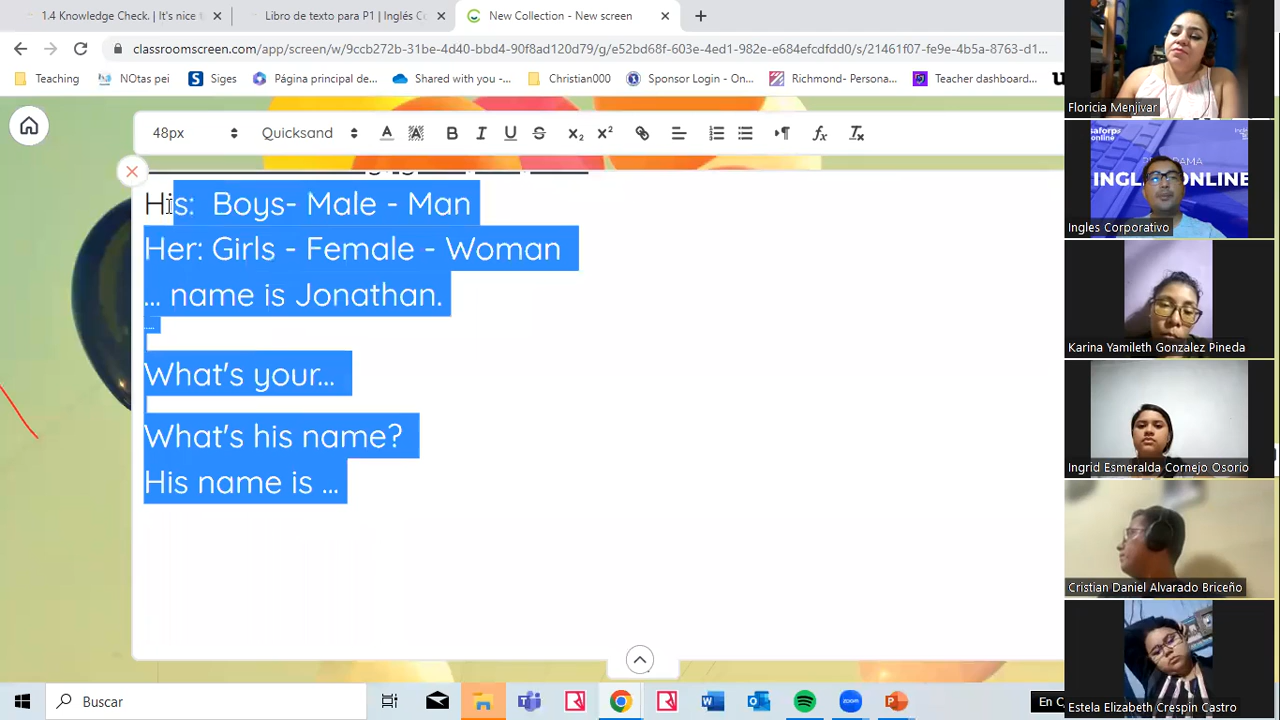 1.4 Knowledge Check. | It's nice t
Libro de texto para P1 | Inglés C
New Collection - New screen
classroomscreen.com/app/screen/w/9ccb272b-31be-4d40-bdd4-90f8ad120d79/g/e52bd68f-603e-4ed1-982e-e684efcdfdd0/s/21461f07-fe9e-4b5a-8763-d1...
Teaching
NOtas pei
Siges
Página principal de...
Shared with you -...
Christian000
Sponsor Login - On...
Richmond- Persona...
Teacher dashboard...
48px
Quicksand
His: Boys- Male - Man
Her: Girls - Female - Woman
... name is Jonathan.
.....
What's your...
What's his name?
His name is ...
Buscar
Floricia Menjivar
INGL
ONLINE
Ingles Corporativo
Karina Yamileth Gonzalez Pineda
Ingrid Esmeralda Cornejo Osorio
Cristian Daniel Alvarado Briceño
Estela Elizabeth Crespin Castro